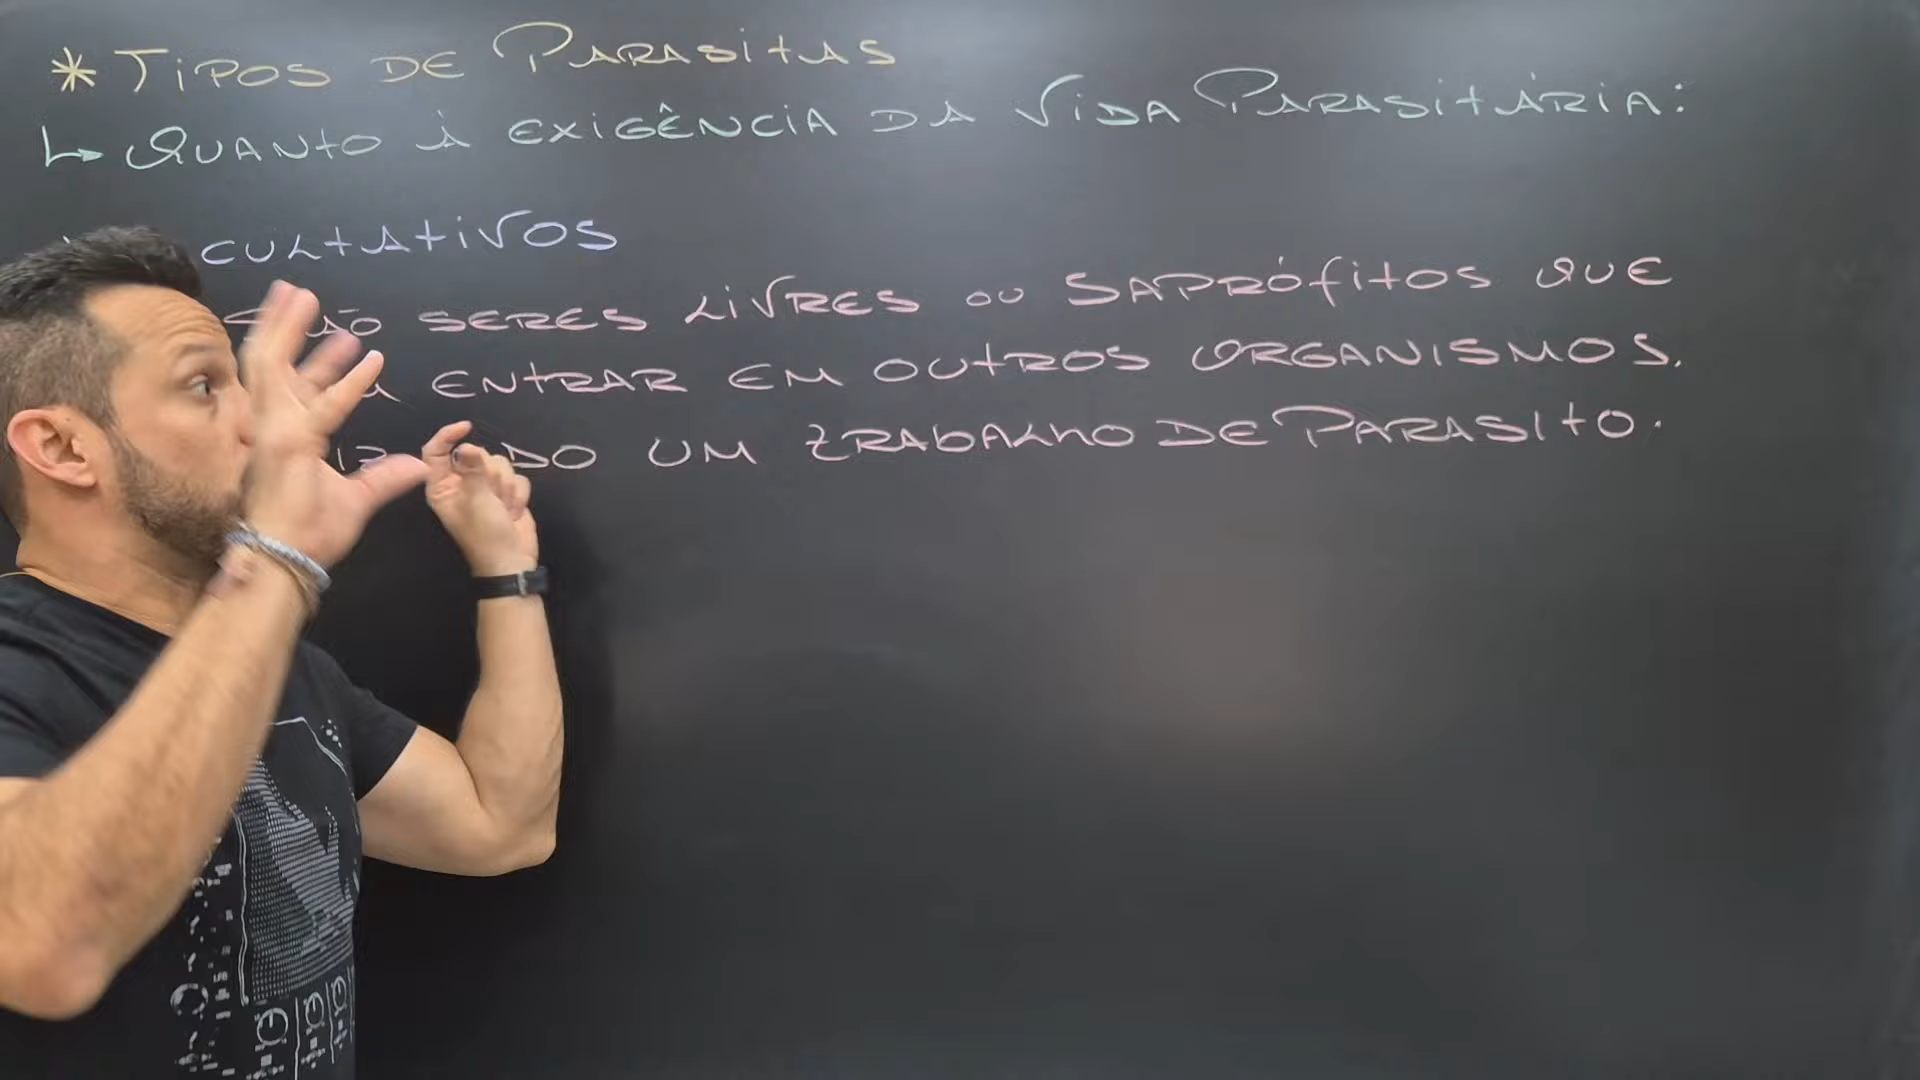 * TIPOS DE PARASITAS
↳ QUANTO À EXIGÊNCIA DA VIDA PARASITÁRIA:
CULTATIVOS
SÃO SERES LIVRES OU SAPRÓFITOS QUE
ENTRAR EM OUTROS ORGANISMOS.
DO UM TRABALHO DE PARASITO.